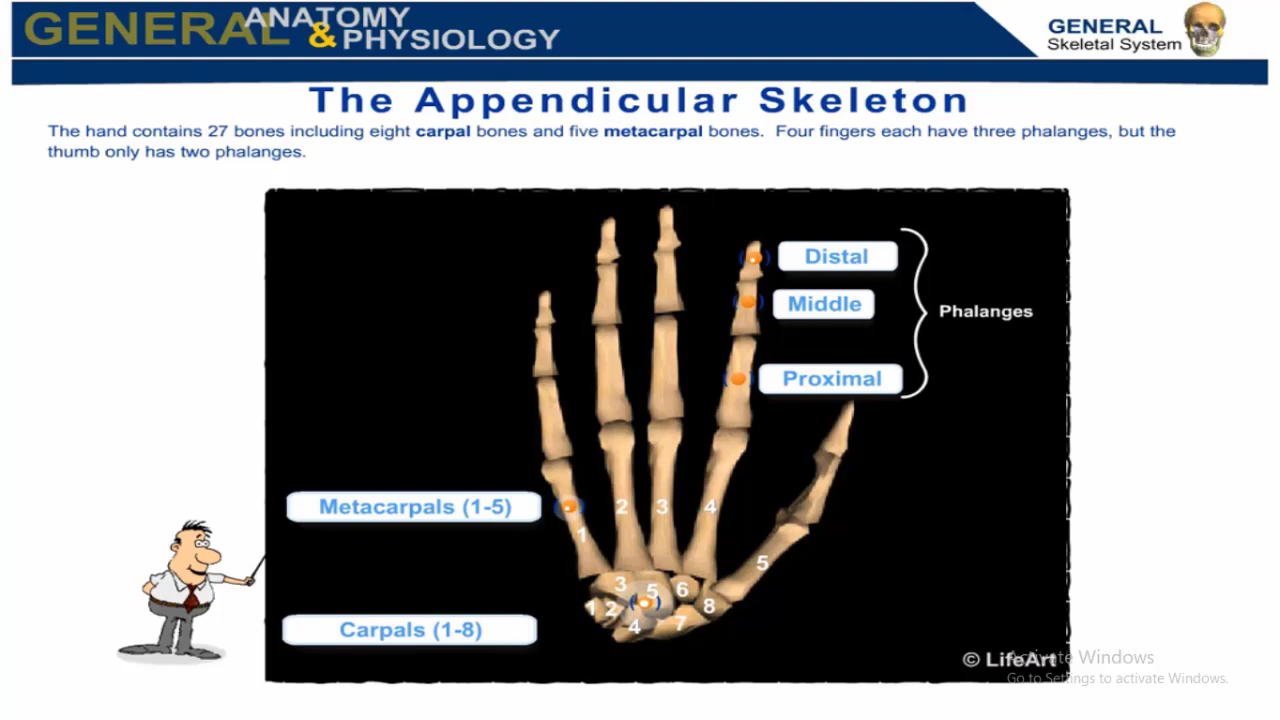 GENERAL
ANATOMY
& PHYSIOLOGY
GENERAL
Skeletal System
The Appendicular Skeleton
The hand contains 27 bones including eight carpal bones and five metacarpal bones. Four fingers each have three phalanges, but the
thumb only has two phalanges.
Distal
Middle
Phalanges
Proximal
Metacarpals (1-5)
2 3 4
1
5
3 5 6
1 2 8
4 7
Carpals (1-8)
© LifeArt
Activate Windows
Go to Settings to activate Windows.